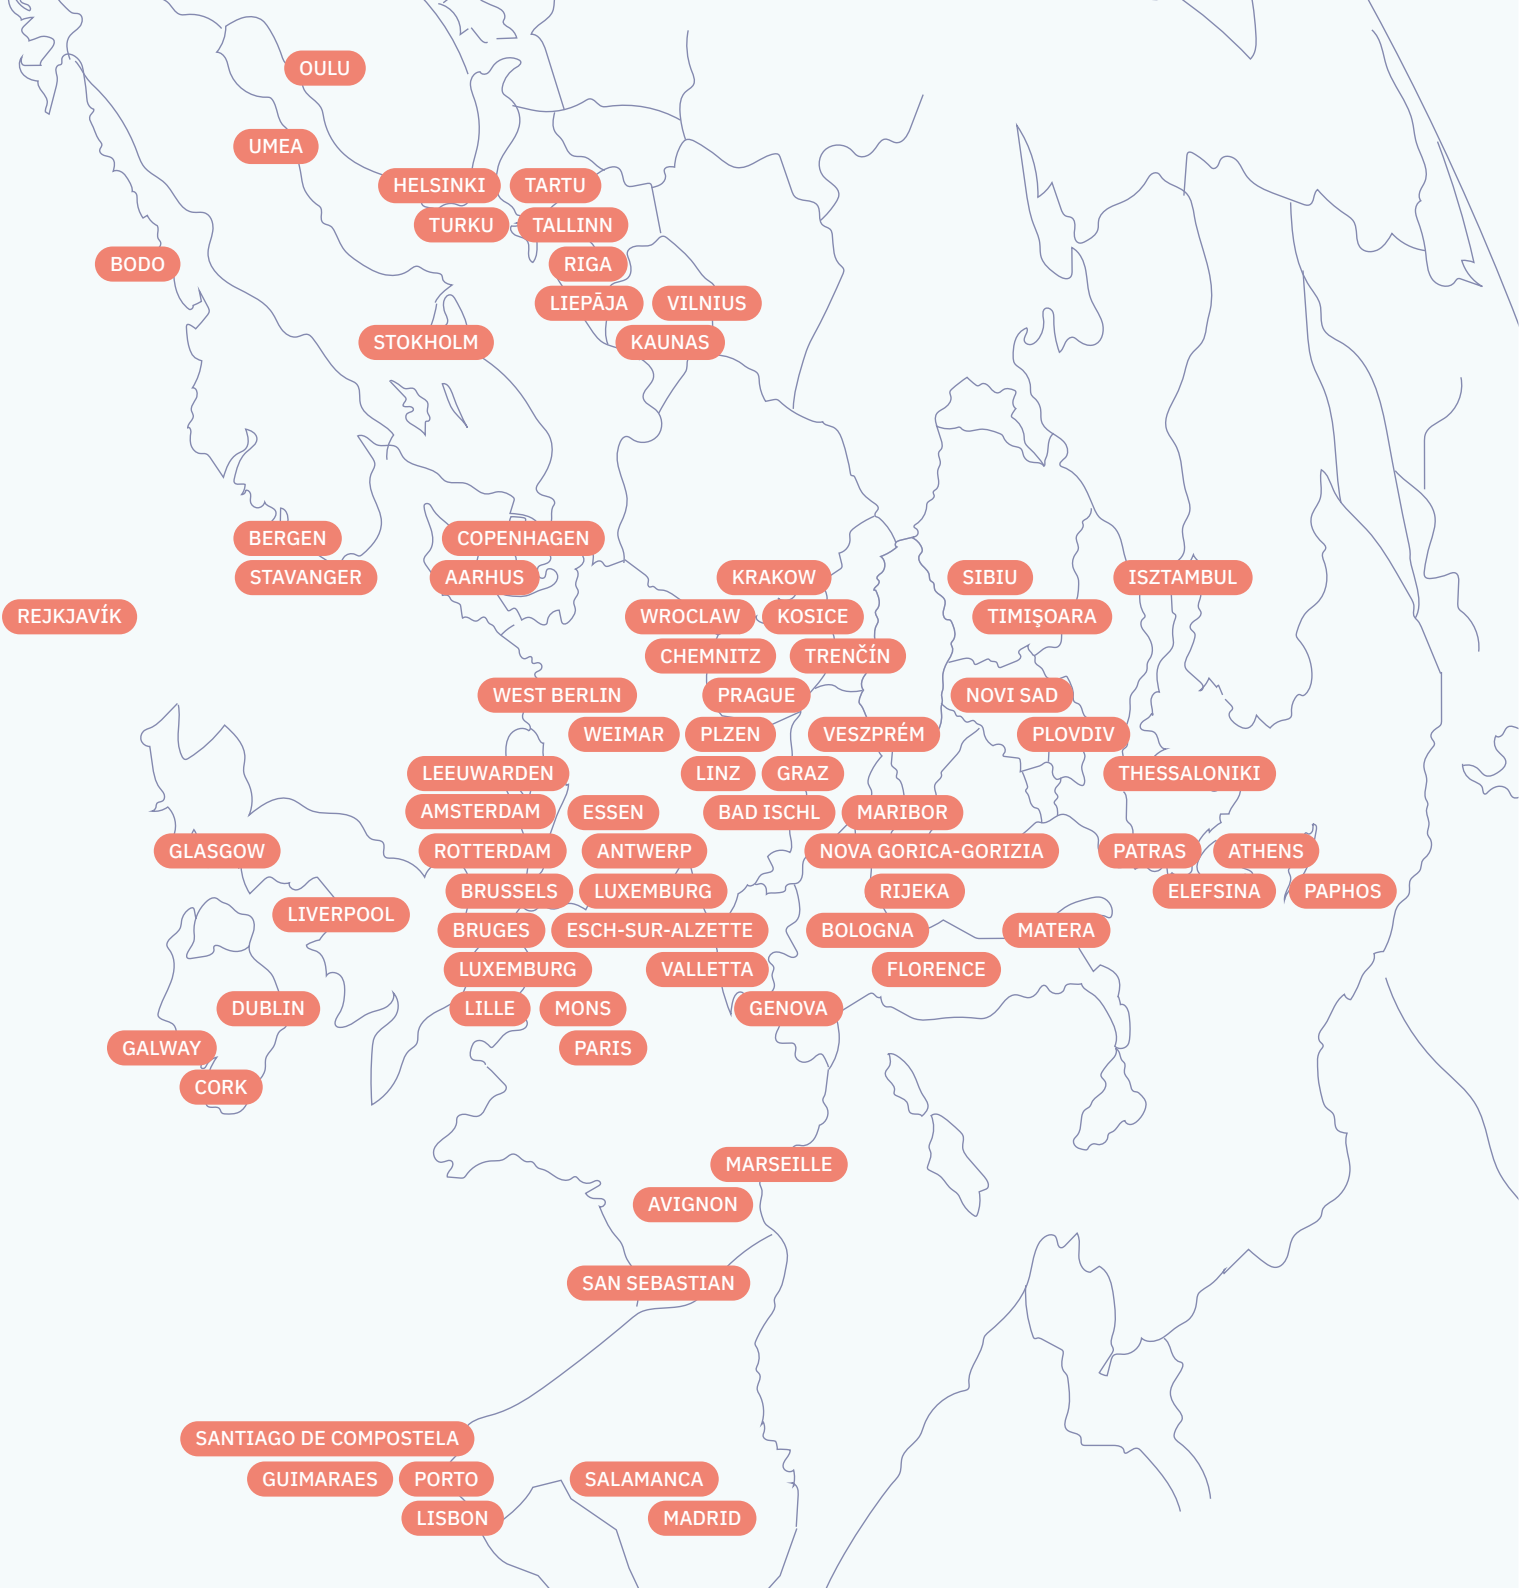 OULU
UMEA
HELSINKI
TARTU
TURKU
TALLINN
BODO
RIGA
LIEPĀJA
VILNIUS
STOKHOLM
KAUNAS
BERGEN
COPENHAGEN
STAVANGER
AARHUS
KRAKOW
SIBIU
ISZTAMBUL
REJKJAVÍK
WROCLAW
KOSICE
TIMIŞOARA
CHEMNITZ
TRENČÍN
WEST BERLIN
PRAGUE
NOVI SAD
WEIMAR
PLZEN
VESZPRÉM
PLOVDIV
LEEUWARDEN
LINZ
GRAZ
THESSALONIKI
AMSTERDAM
ESSEN
BAD ISCHL
MARIBOR
GLASGOW
ROTTERDAM
ANTWERP
NOVA GORICA-GORIZIA
PATRAS
ATHENS
BRUSSELS
LUXEMBURG
RIJEKA
ELEFSINA
PAPHOS
LIVERPOOL
BRUGES
ESCH-SUR-ALZETTE
BOLOGNA
MATERA
LUXEMBURG
VALLETTA
FLORENCE
DUBLIN
LILLE
MONS
GENOVA
GALWAY
PARIS
CORK
MARSEILLE
AVIGNON
SAN SEBASTIAN
SANTIAGO DE COMPOSTELA
GUIMARAES
PORTO
SALAMANCA
LISBON
MADRID